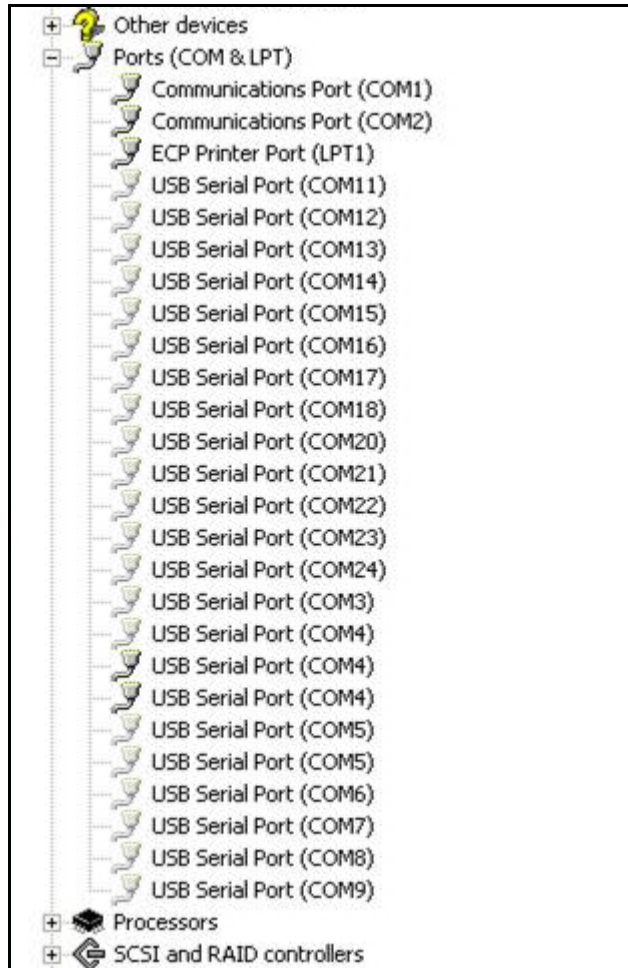 Other devices
Ports (COM & LPT)
Communications Port (COM1)
Communications Port (COM2)
ECP Printer Port (LPT1)
USB Serial Port (COM11)
USB Serial Port (COM12)
USB Serial Port (COM13)
USB Serial Port (COM14)
USB Serial Port (COM15)
USB Serial Port (COM16)
USB Serial Port (COM17)
USB Serial Port (COM18)
USB Serial Port (COM20)
USB Serial Port (COM21)
USB Serial Port (COM22)
USB Serial Port (COM23)
USB Serial Port (COM24)
USB Serial Port (COM3)
USB Serial Port (COM4)
USB Serial Port (COM4)
USB Serial Port (COM4)
USB Serial Port (COM5)
USB Serial Port (COM5)
USB Serial Port (COM6)
USB Serial Port (COM7)
USB Serial Port (COM8)
USB Serial Port (COM9)
Processors
SCSI and RAID controllers